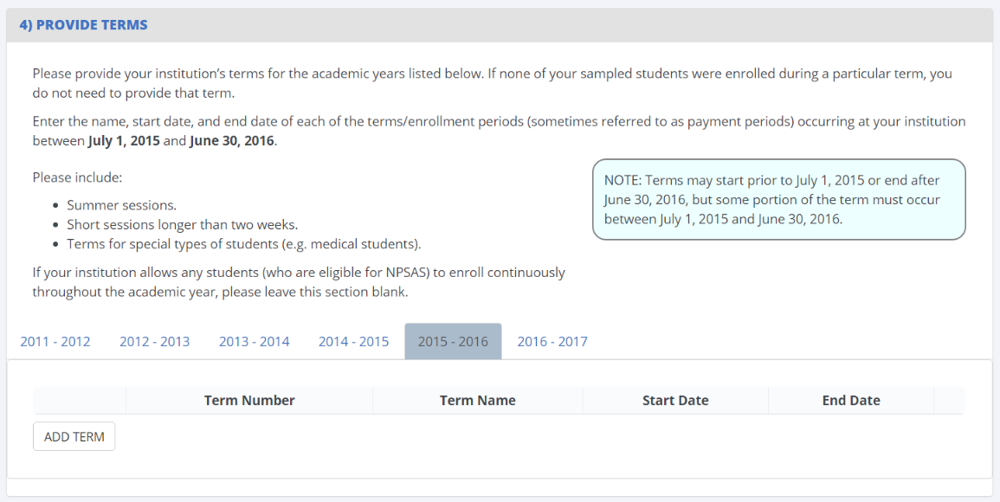 4) PROVIDE TERMS
Please provide your institution's terms for the academic years listed below. If none of your sampled students were enrolled during a particular term, you
do not need to provide that term.
Enter the name, start date, and end date of each of the terms/enrollment periods (sometimes referred to as payment periods) occurring at your institution
between July 1, 2015 and June 30, 2016.
Please include:
• Summer sessions.
• Short sessions longer than two weeks.
• Terms for special types of students (e.g. medical students).
If your institution allows any students (who are eligible for NPSAS) to enroll continuously
throughout the academic year, please leave this section blank.
NOTE: Terms may start prior to July 1, 2015 or end after
June 30, 2016, but some portion of the term must occur
between July 1, 2015 and June 30, 2016.
2011 - 2012 2012 - 2013 2013 - 2014 2014 - 2015 2015 - 2016 2016 - 2017
Term Number Term Name Start Date End Date
ADD TERM